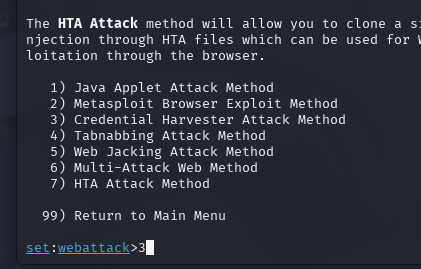 The HTA Attack method will allow you to clone a s
njection through HTA files which can be used for
loitation through the browser.
1) Java Applet Attack Method
2) Metasploit Browser Exploit Method
3) Credential Harvester Attack Method
4) Tabnabbing Attack Method
5) Web Jacking Attack Method
6) Multi-Attack Web Method
7) HTA Attack Method
99) Return to Main Menu
set:webattack>3